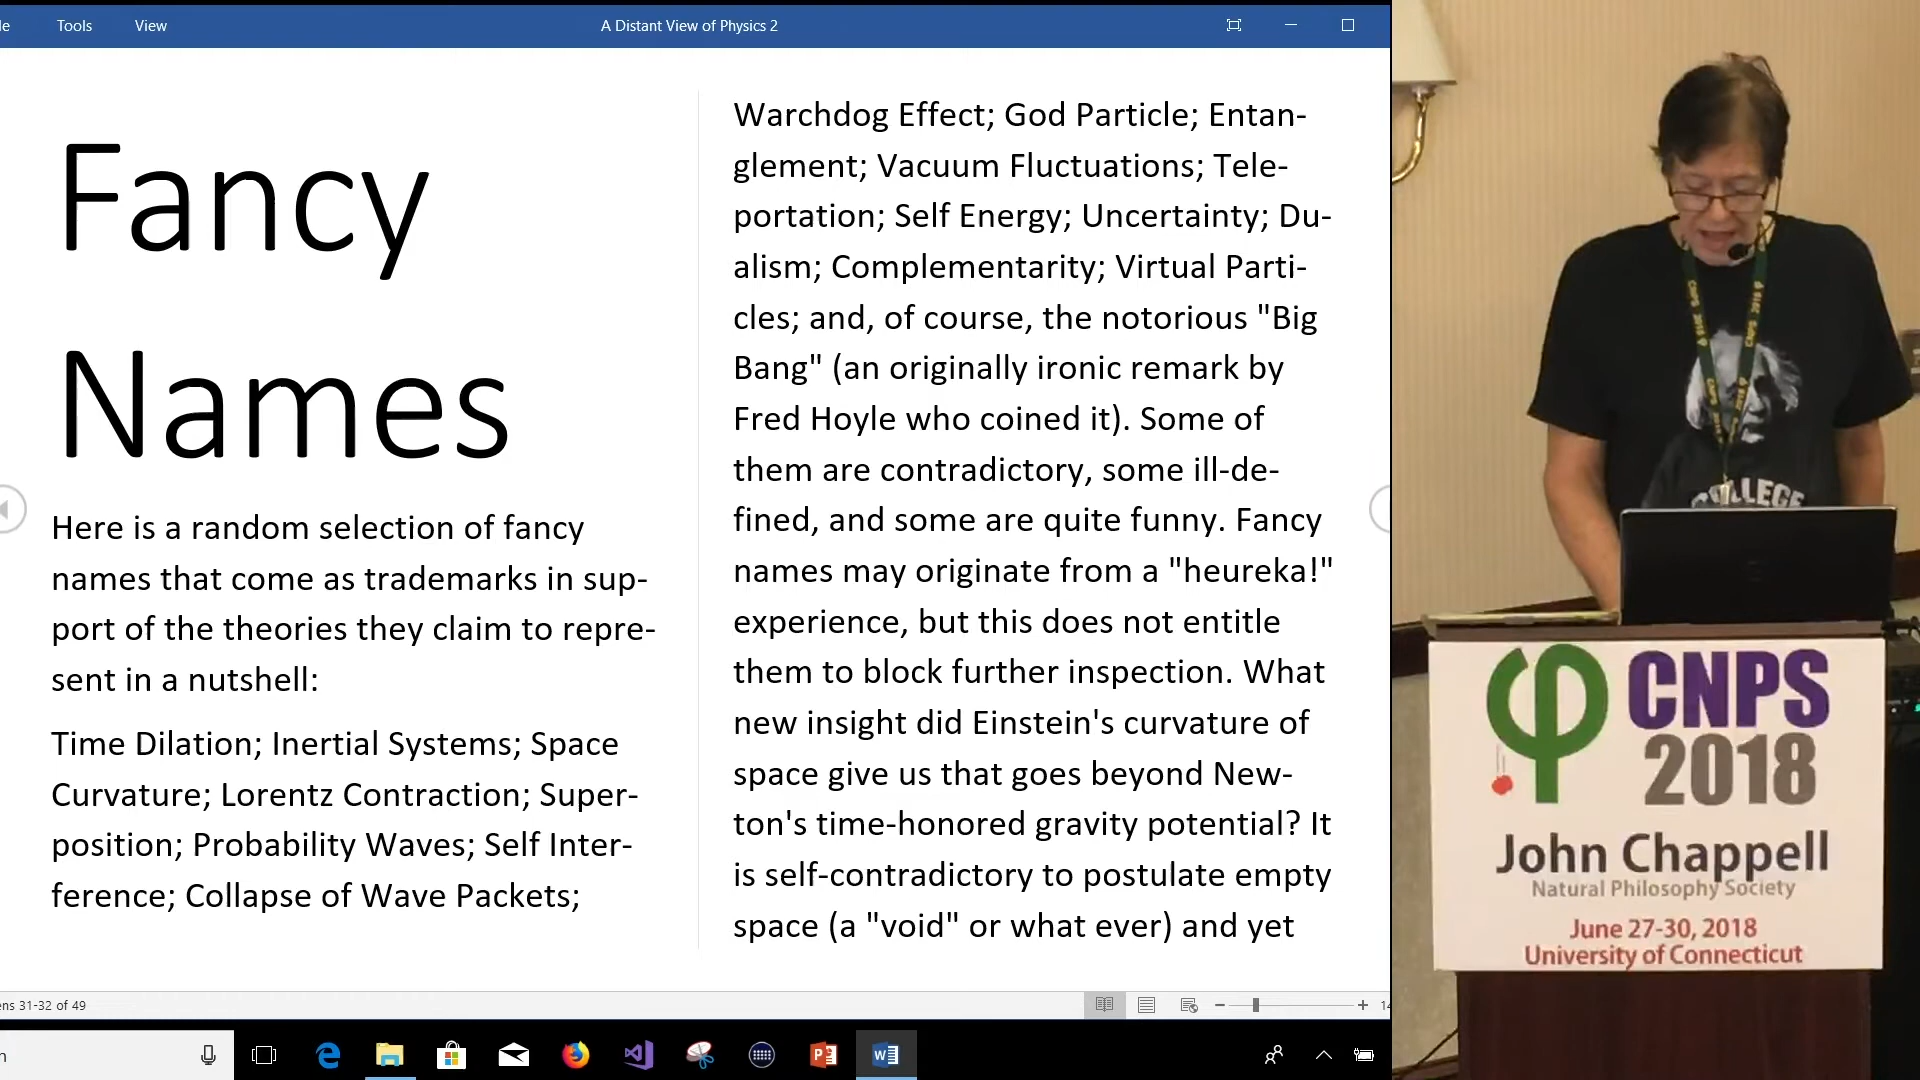 le Tools View A Distant View of Physics 2
Fancy
Names
Here is a random selection of fancy
names that come as trademarks in sup-
port of the theories they claim to repre-
sent in a nutshell:
Time Dilation; Inertial Systems; Space
Curvature; Lorentz Contraction; Super-
position; Probability Waves; Self Inter-
ference; Collapse of Wave Packets;
Warchdog Effect; God Particle; Entan-
glement; Vacuum Fluctuations; Tele-
portation; Self Energy; Uncertainty; Du-
alism; Complementarity; Virtual Parti-
cles; and, of course, the notorious "Big
Bang" (an originally ironic remark by
Fred Hoyle who coined it). Some of
them are contradictory, some ill-de-
fined, and some are quite funny. Fancy
names may originate from a "heureka!"
experience, but this does not entitle
them to block further inspection. What
new insight did Einstein's curvature of
space give us that goes beyond New-
ton's time-honored gravity potential? It
is self-contradictory to postulate empty
space (a "void" or what ever) and yet
ens 31-32 of 49
CNPS 2018
CNPS 2018
COLLEGE
CNPS
2018
John Chappell
Natural Philosophy Society
June 27-30, 2018
University of Connecticut